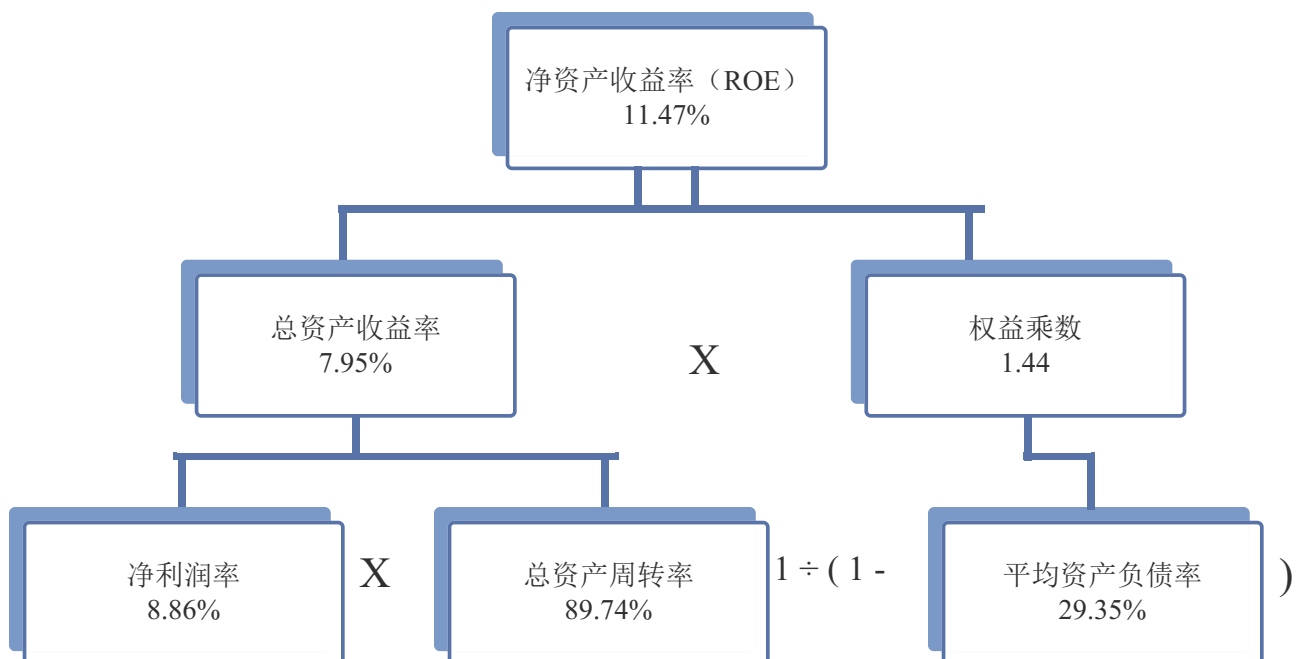 净资产收益率（ROE）
11.47%
总资产收益率
7.95%
X
权益乘数
1.44
净利润率
8.86%
X
总资产周转率
89.74%
1 ÷ ( 1 -
平均资产负债率
29.35%
)